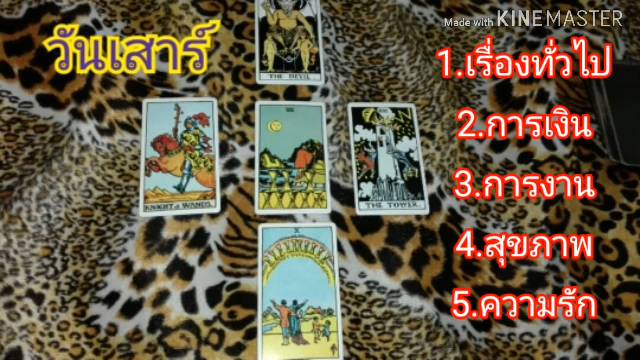 Made with KINEMASTER
วันเสาร์
THE DEVIL
1.เรื่องทั่วไป
2.การเงิน
3.การงาน
4.สุขภาพ
5.ความรัก
KNIGHT of WANDS.
VIII
THE TOWER.
X